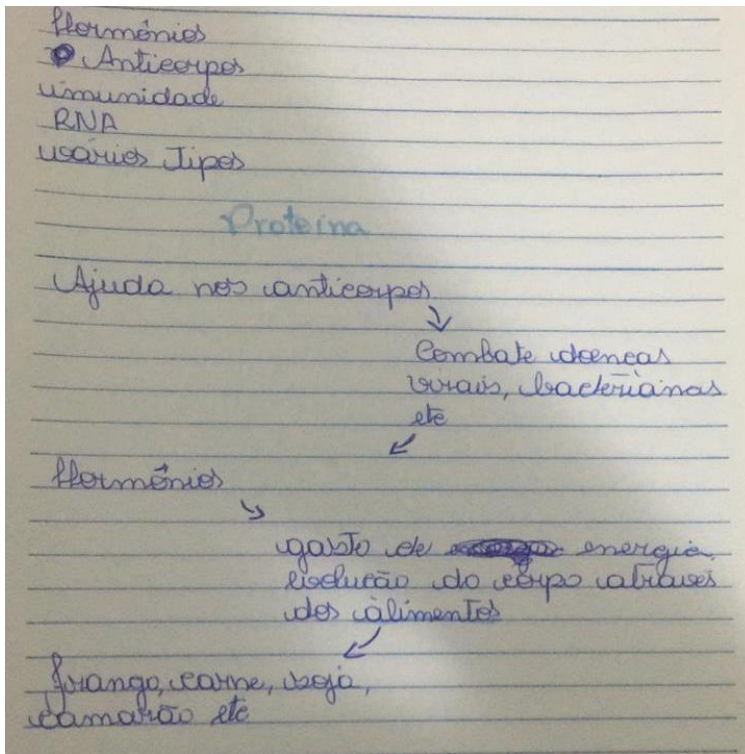 Hormônios
Anticorpos
imunidade
RNA
vários Tipos
Proteína
Ajuda nos anticorpos
Combate doenças
virais, bacterianas
etc
Hormônios
gasto de energia
evolução do corpo através
dos alimentos
frango, carne, soja,
camarão etc